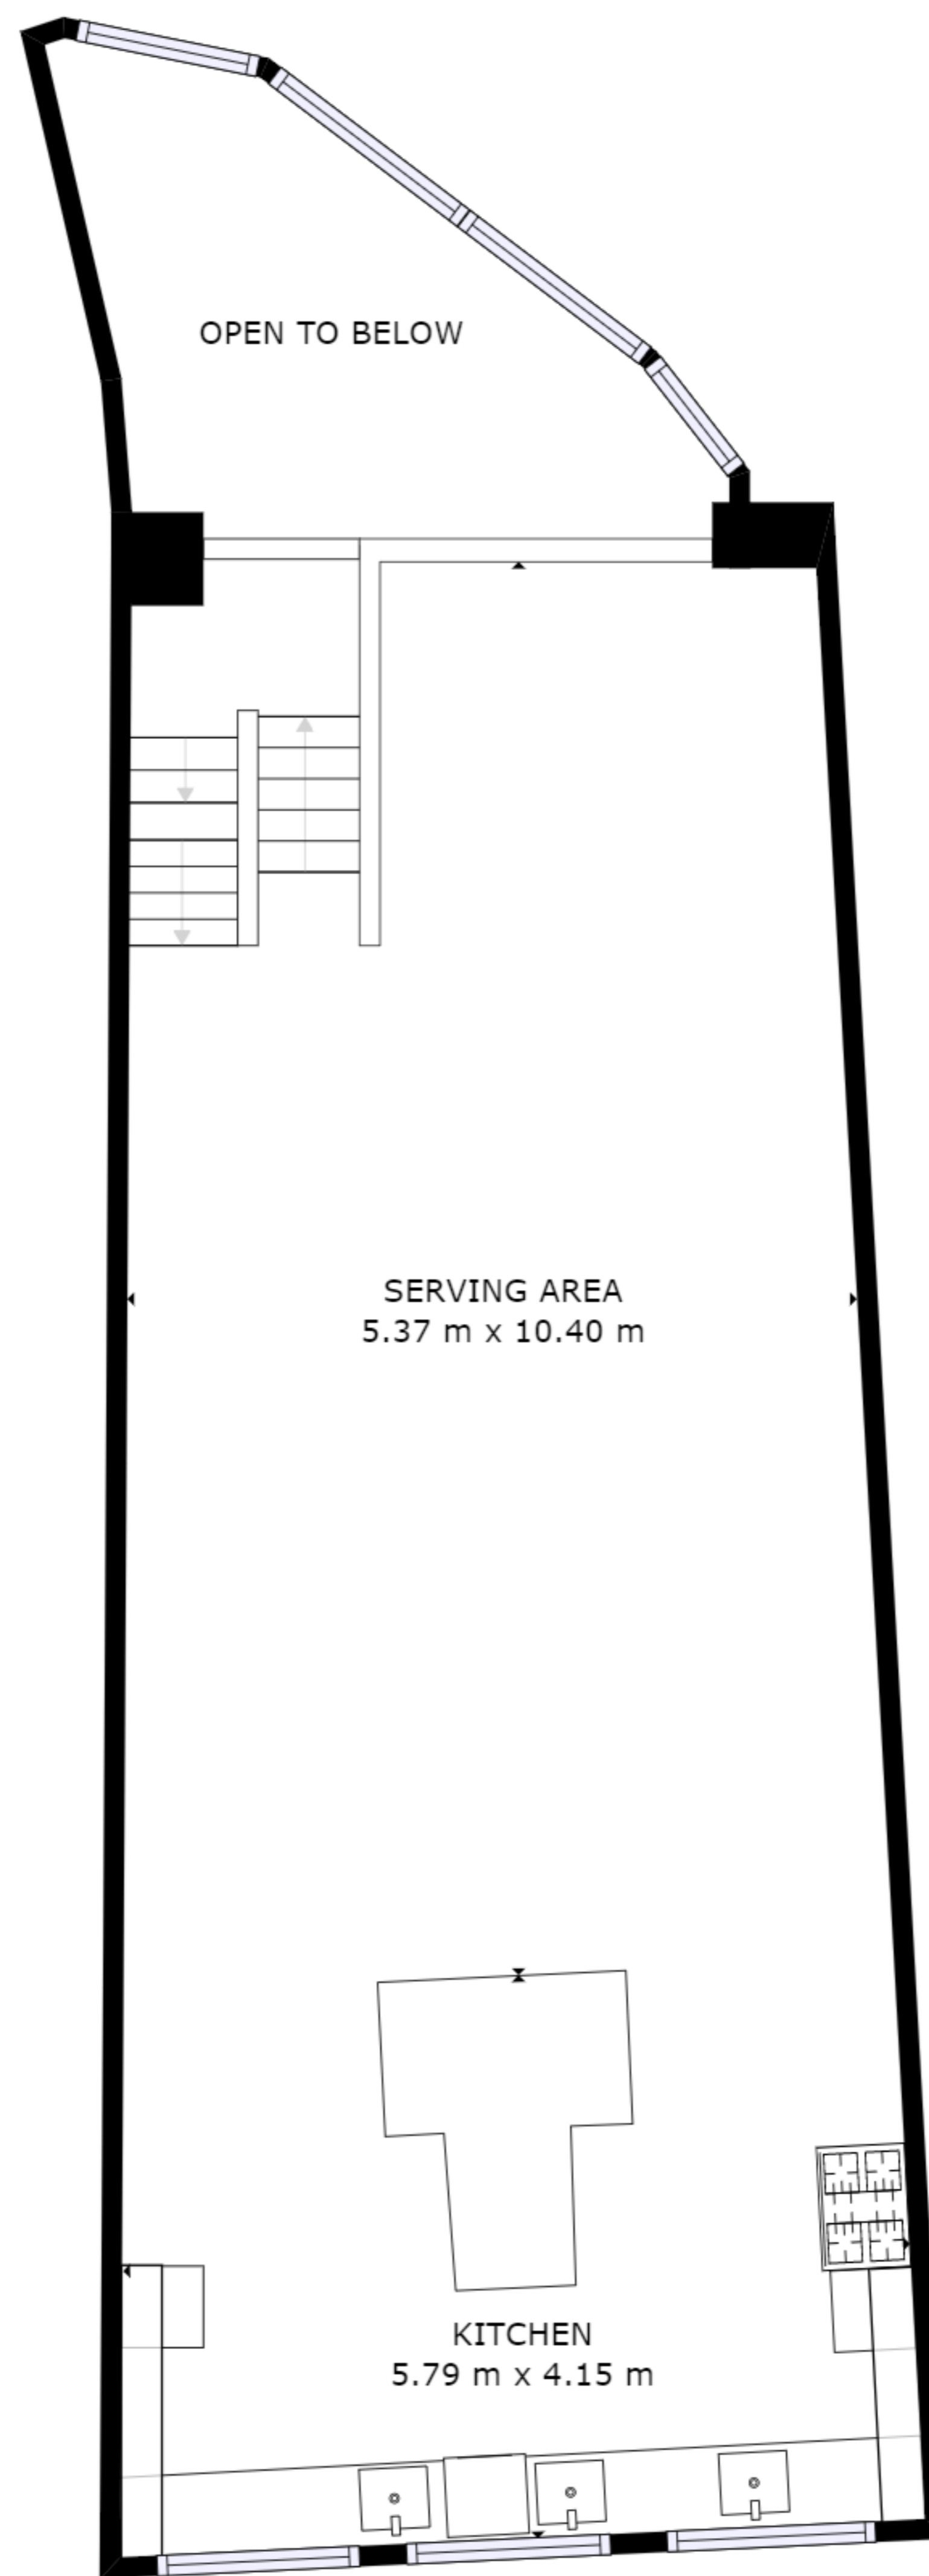 OPEN TO BELOW
SERVING AREA
5.37 m x 10.40 m
KITCHEN
5.79 m x 4.15 m